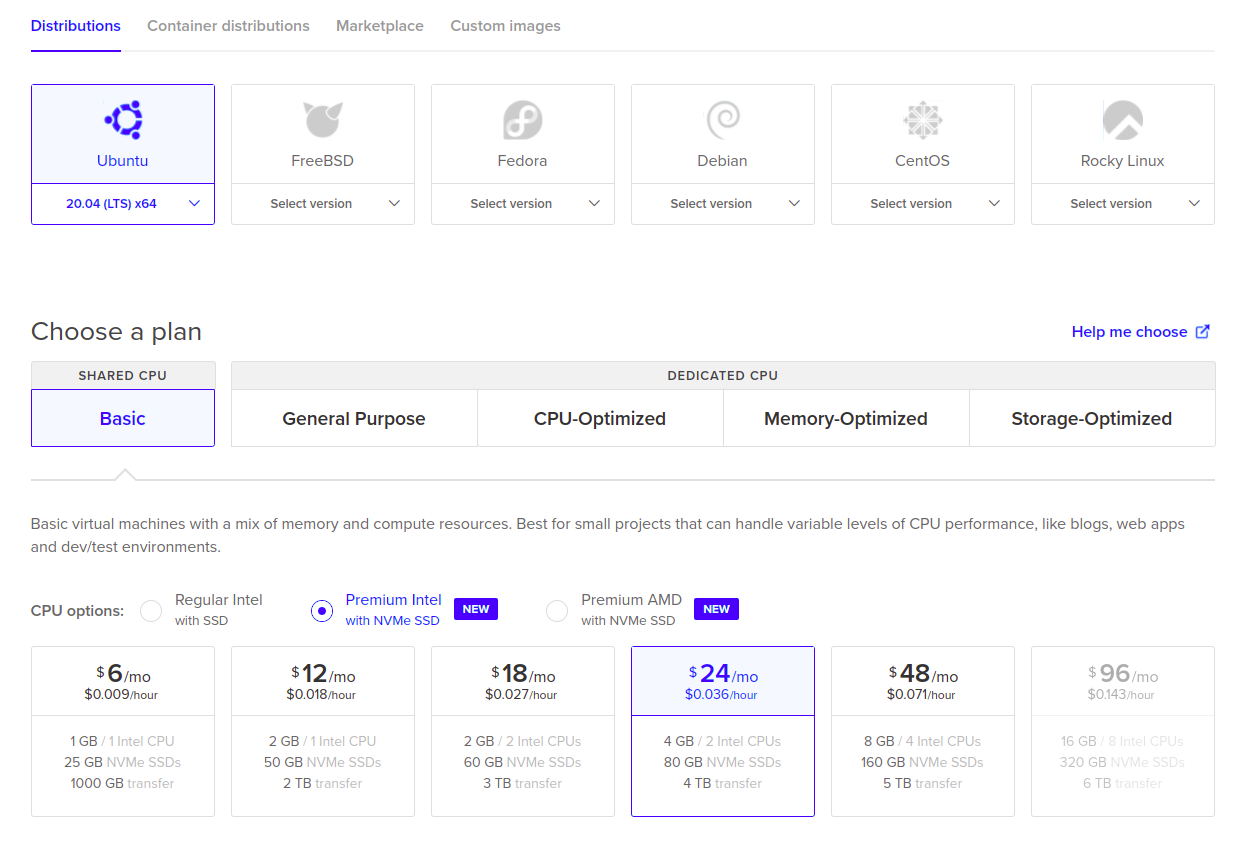 Distributions Container distributions Marketplace Custom images
Ubuntu FreeBSD Fedora Debian CentOS Rocky Linux
20.04 (LTS) x64 Select version Select version Select version Select version Select version
Choose a plan Help me choose
SHARED CPU DEDICATED CPU
Basic General Purpose CPU-Optimized Memory-Optimized Storage-Optimized
Basic virtual machines with a mix of memory and compute resources. Best for small projects that can handle variable levels of CPU performance, like blogs, web apps
and dev/test environments.
CPU options: Regular Intel with SSD Premium Intel with NVMe SSD NEW Premium AMD with NVMe SSD NEW
$6/mo $12/mo $18/mo $24/mo $48/mo $96/mo
$0.009/hour $0.018/hour $0.027/hour $0.036/hour $0.071/hour $0.143/hour
1 GB / 1 Intel CPU 2 GB / 1 Intel CPU 2 GB / 2 Intel CPUs 4 GB / 2 Intel CPUs 8 GB / 4 Intel CPUs 16 GB / 8 Intel CPUs
25 GB NVMe SSDs 50 GB NVMe SSDs 60 GB NVMe SSDs 80 GB NVMe SSDs 160 GB NVMe SSDs 320 GB NVMe SSDs
1000 GB transfer 2 TB transfer 3 TB transfer 4 TB transfer 5 TB transfer 6 TB transfer